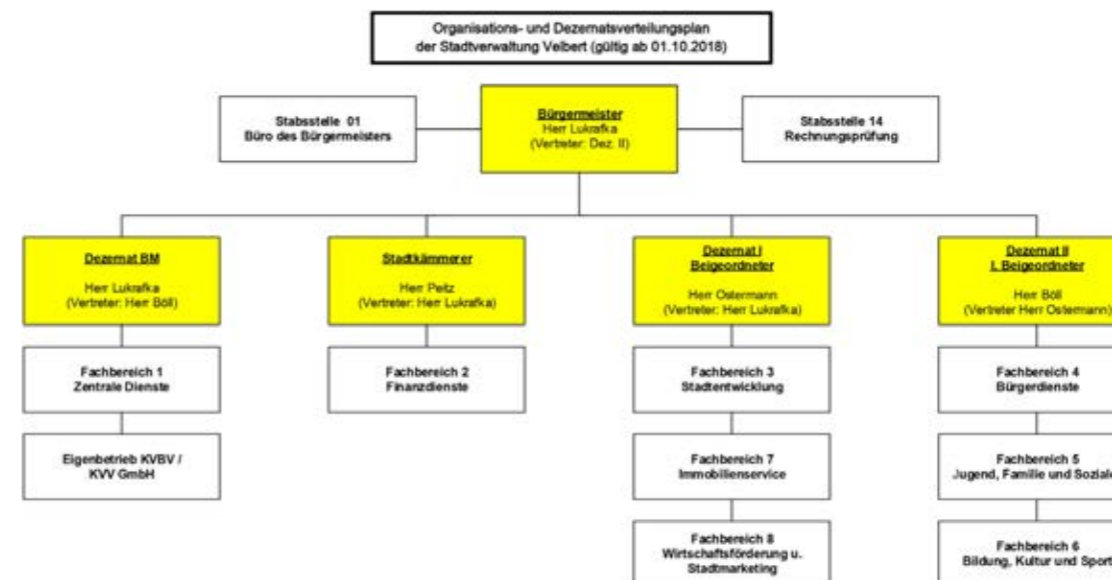 Organisations- und Dezernatsverteilungsplan
der Stadtverwaltung Velbert (gültig ab 01.10.2018)
Stabsstelle 01
Büro des Bürgermeisters
Bürgermeister
Herr Lukrafka
(Vertreter: Dez. II)
Stabsstelle 14
Rechnungsprüfung
Dezernat BM
Herr Lukrafka
(Vertreter: Herr Böll)
Stadtkämmerer
Herr Peitz
(Vertreter: Herr Lukrafka)
Dezernat I
Beigeordneter
Herr Ostermann
(Vertreter: Herr Lukrafka)
Dezernat II
I. Beigeordneter
Herr Böll
(Vertreter Herr Ostermann)
Fachbereich 1
Zentrale Dienste
Fachbereich 2
Finanzdienste
Fachbereich 3
Stadtentwicklung
Fachbereich 4
Bürgerdienste
Eigenbetrieb KVBV /
KVV GmbH
Fachbereich 7
Immobilienservice
Fachbereich 5
Jugend, Familie und Soziale
Fachbereich 8
Wirtschaftsförderung u.
Stadtmarketing
Fachbereich 6
Bildung, Kultur und Sport